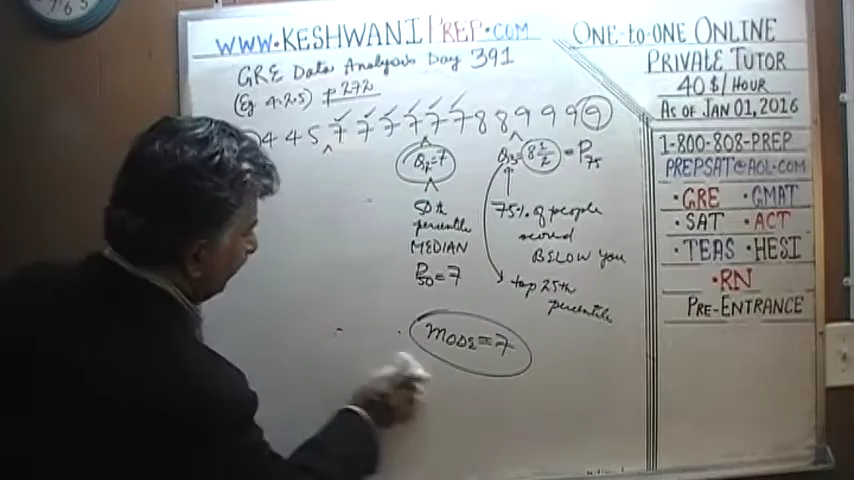 WWW.KESHWANI PREP.COM
GRE Data Analysis Day 391
(Eg 4.2.5) p 272
4 4 5 7 7 7 7 7 7 8 8 9 9 9 9
Q2=7
50th
percentile
MEDIAN
P50=7
Q3= 8 1/2 = P75
75% of people
scored
BELOW you
top 25th
percentile
MODE=7
ONE-to-ONE ONLINE
PRIVATE TUTOR
40 $/HOUR
AS OF JAN 01, 2016
1-800-808-PREP
PREPSAT@AOL.COM
•GRE •GMAT
•SAT •ACT
•TEAS •HESI
•RN
PRE-ENTRANCE